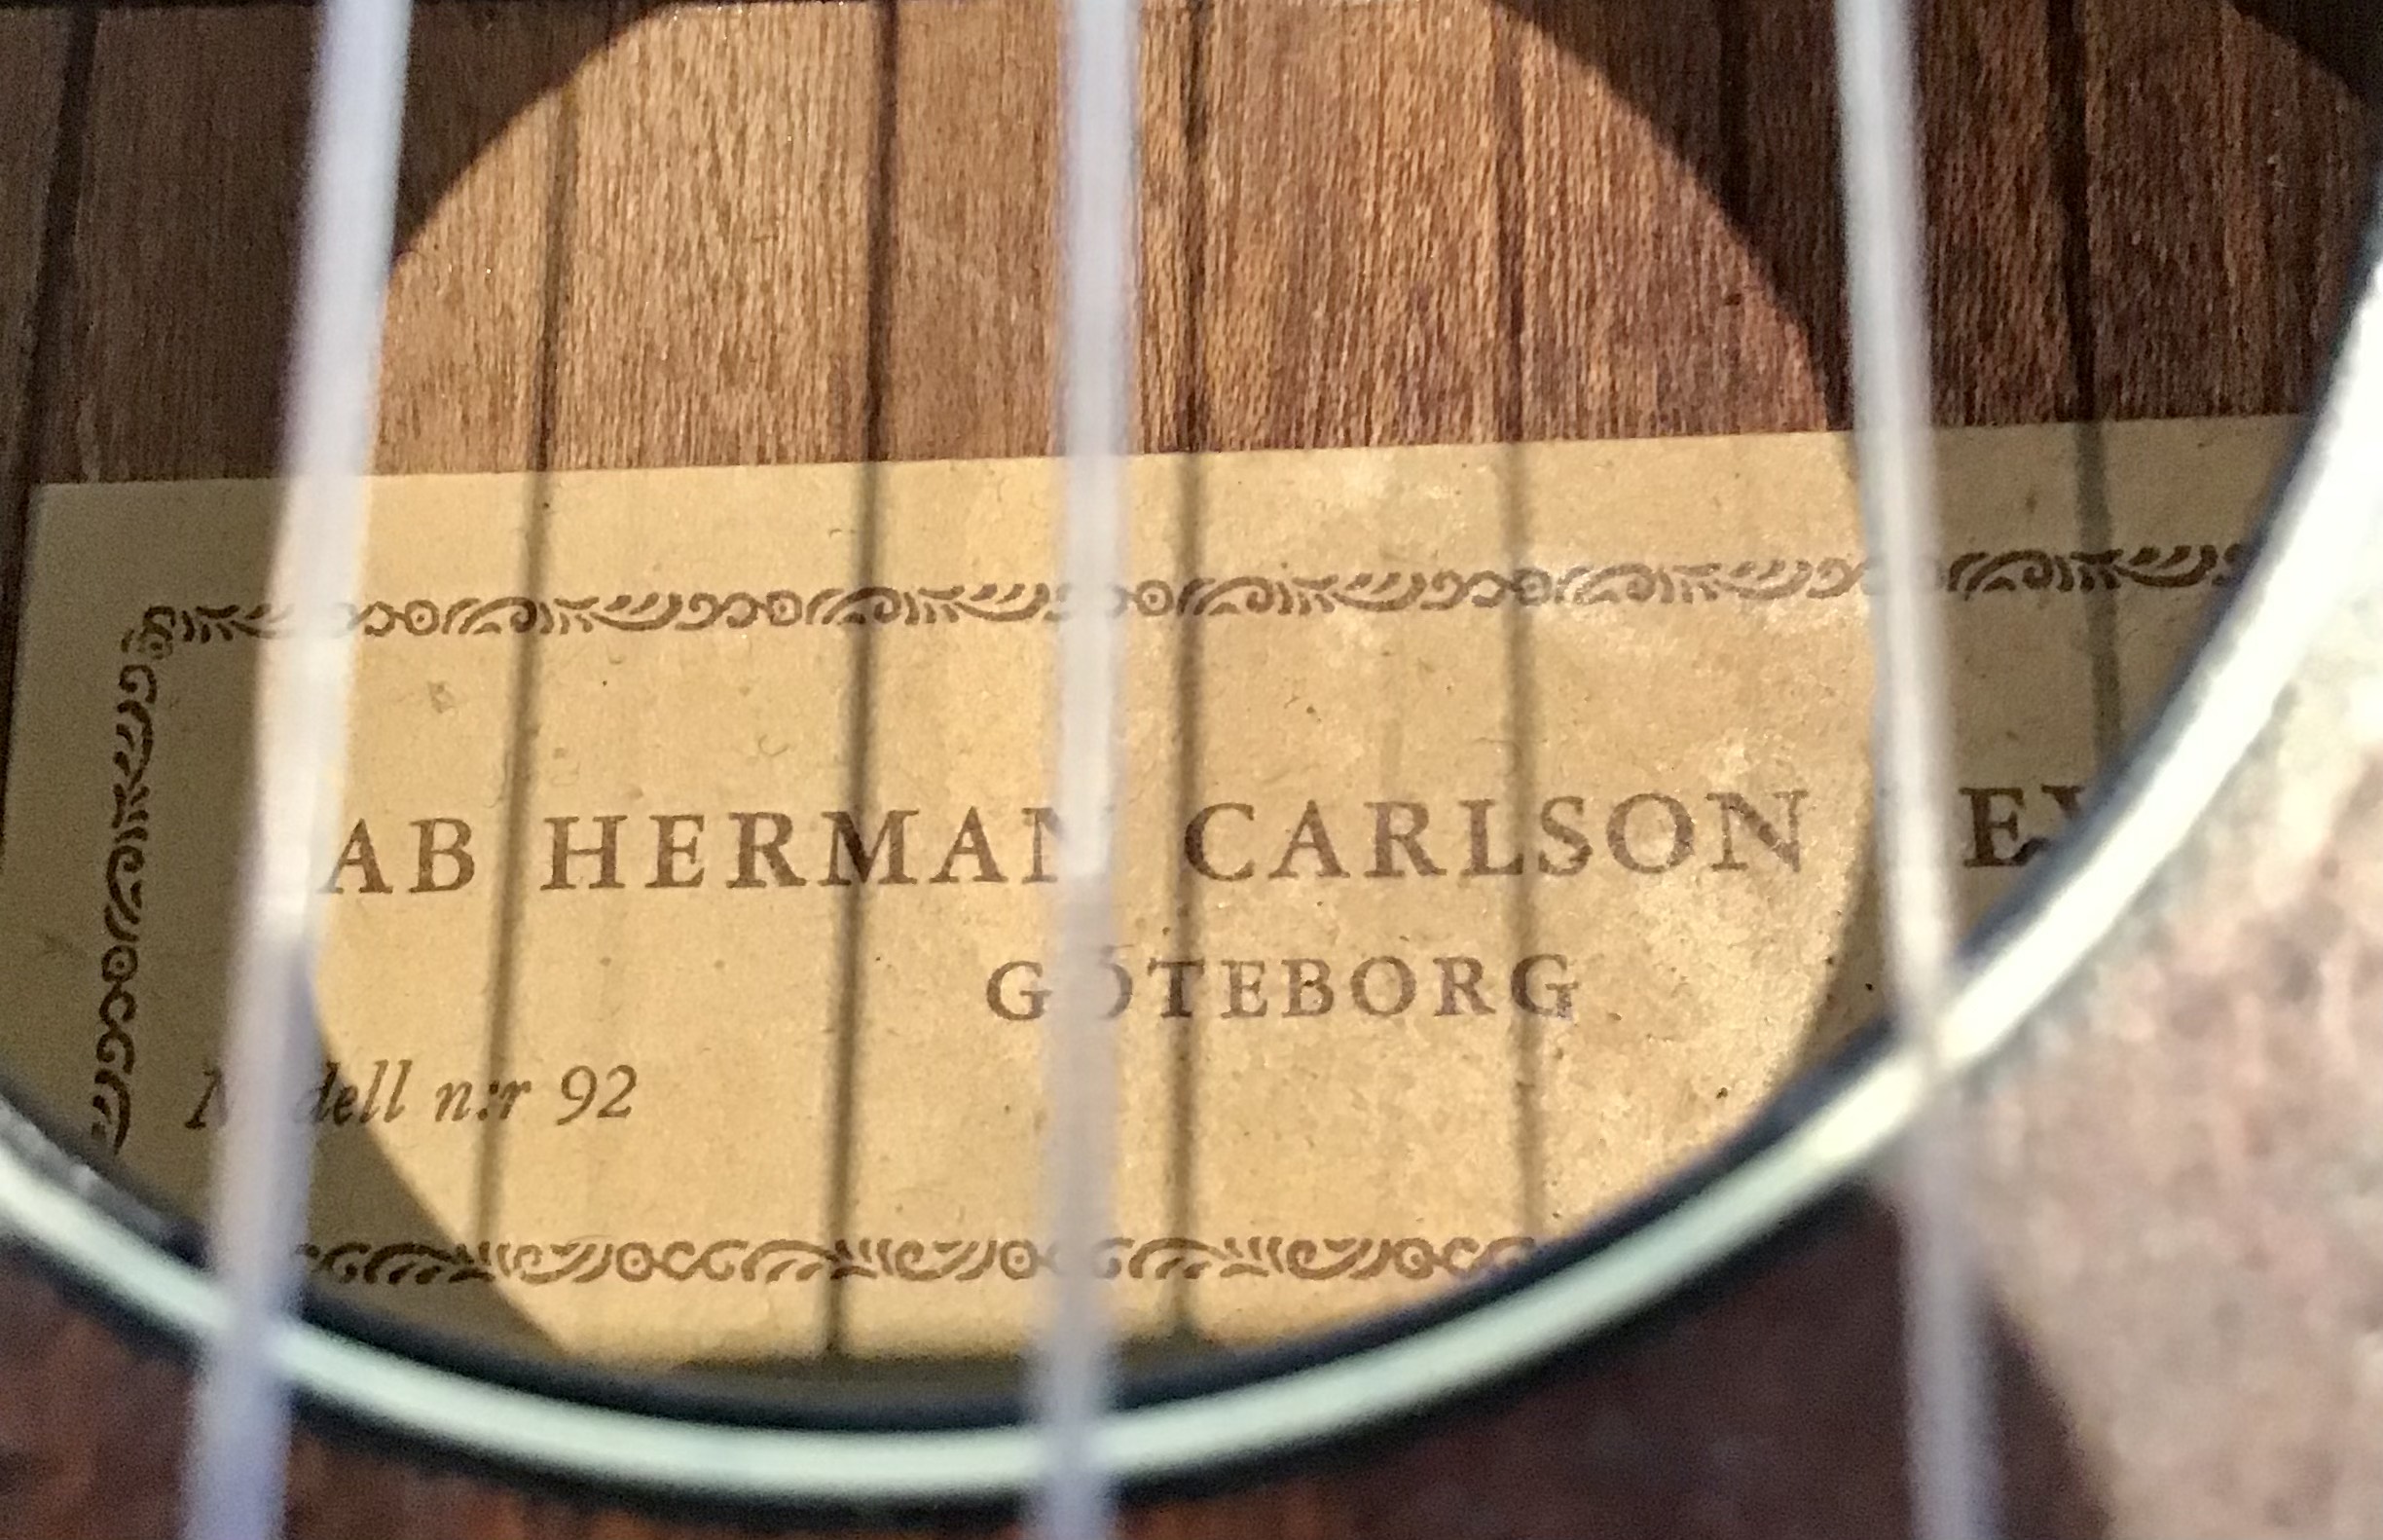 AB HERMAN CARLSON
GÖTEBORG
Modell n:r 92